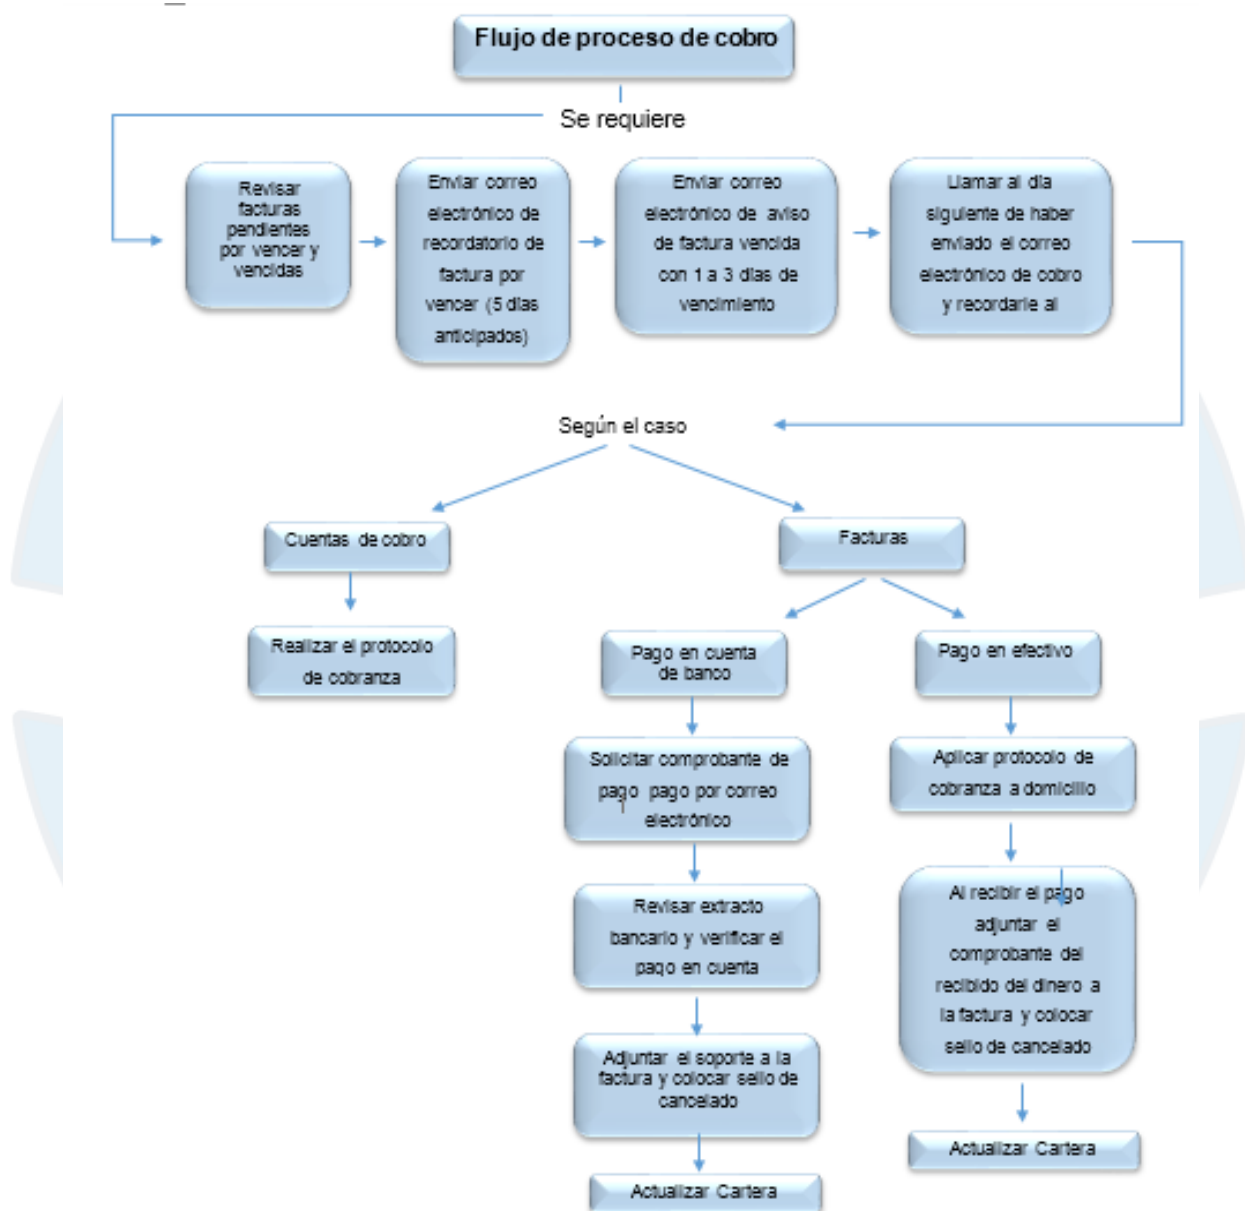 Flujo de proceso de cobro
Se requiere
Revisar
facturas
pendientes
por vencer y
vencidas
Enviar correo
electrónico de
recordatorio de
factura por
vencer (5 días
anticipados)
Enviar correo
electrónico de aviso
de factura vencida
con 1 a 3 días de
vencimiento
Llamar al día
siguiente de haber
enviado el correo
electrónico de cobro
y recordarle al
Según el caso
Cuentas de cobro
Facturas
Realizar el protocolo
de cobranza
Pago en cuenta
de banco
Pago en efectivo
Solicitar comprobante de
pago pago por correo
electrónico
Aplicar protocolo de
cobranza a domicilio
Revisar extracto
bancario y verificar el
pago en cuenta
Al recibir el pago
adjuntar el
comprobante del
recibido del dinero a
la factura y colocar
sello de cancelado
Adjuntar el soporte a la
factura y colocar sello de
cancelado
Actualizar Cartera
Actualizar Cartera